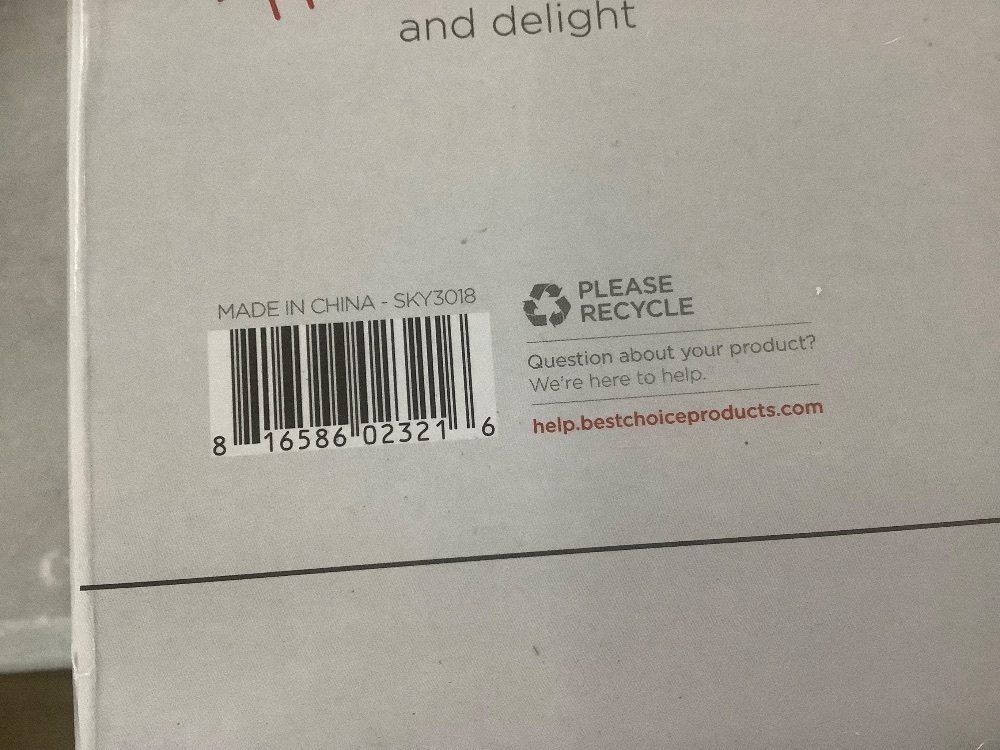 and delight
MADE IN CHINA - SKY3018
8 16586 02321 6
PLEASE
RECYCLE
Question about your product?
We're here to help.
help.bestchoiceproducts.com